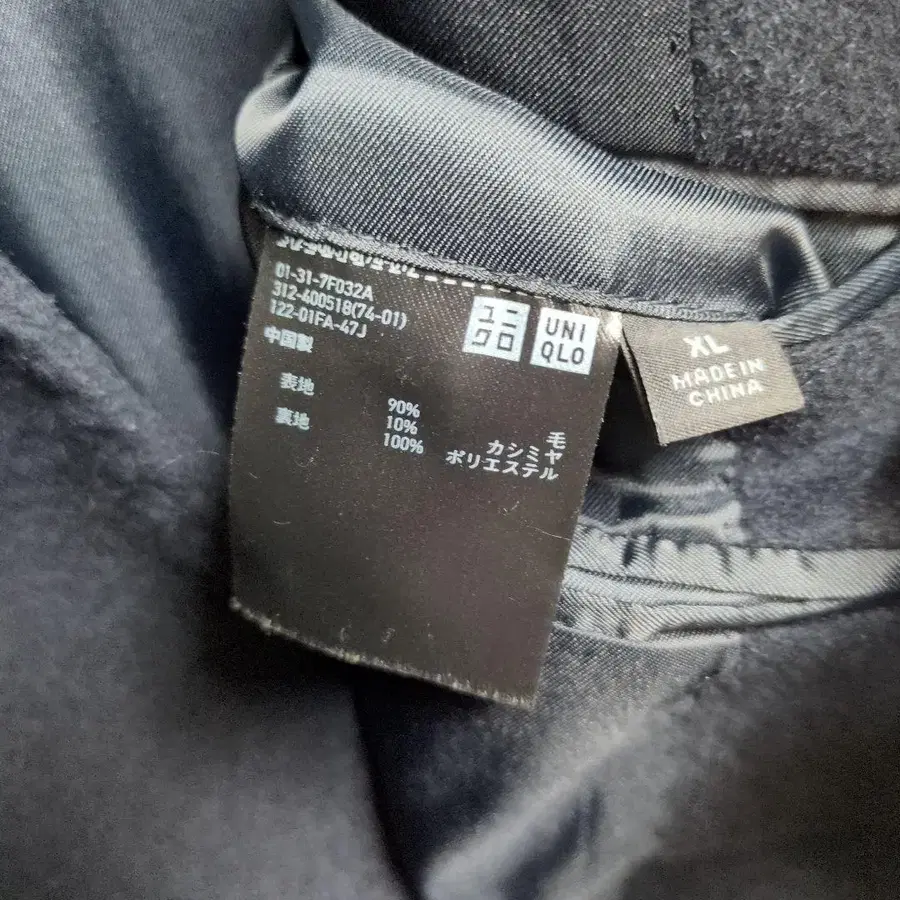 01-31-7F032A
312-400518(74-01)
122-01FA-47J
中国製
ユニ
クロ
UNI
QLO
表地 90% 毛
10% カシミヤ
裏地 100% ポリエステル
XL
MADE IN
CHINA